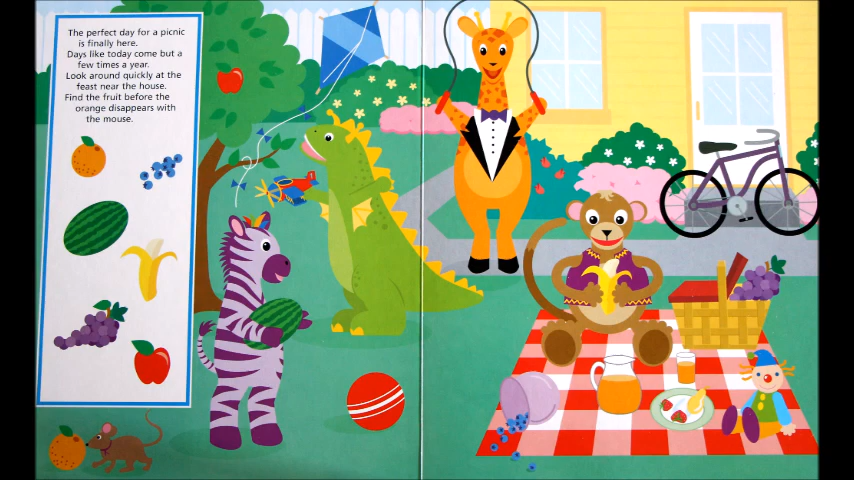 The perfect day for a picnic
is finally here.
Days like today come but a
few times a year.
Look around quickly at the
feast near the house.
Find the fruit before the
orange disappears with
the mouse.